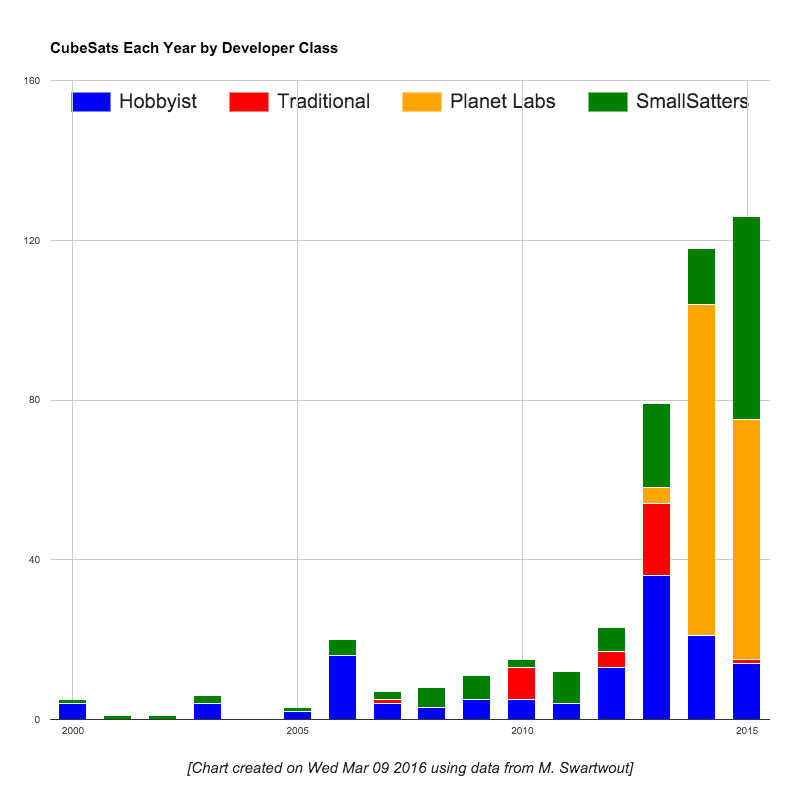 CubeSats Each Year by Developer Class
160
Hobbyist Traditional Planet Labs SmallSatters
120
80
40
0
2000 2005 2010 2015
[Chart created on Wed Mar 09 2016 using data from M. Swartwout]